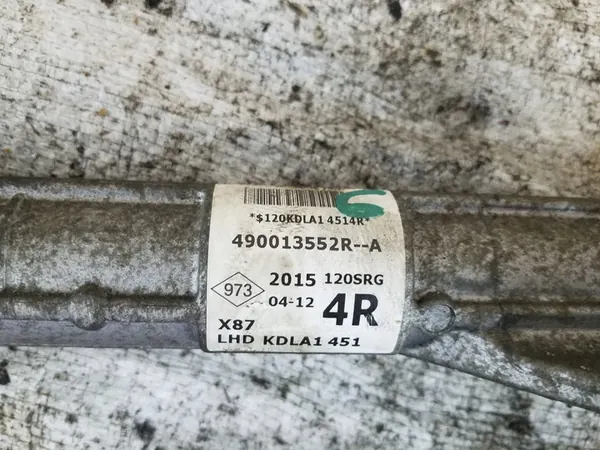 *$120KDLA1 4514R*
490013552R--A
973 2015 120SRG
04-12 4R
X87
LHD KDLA1 451